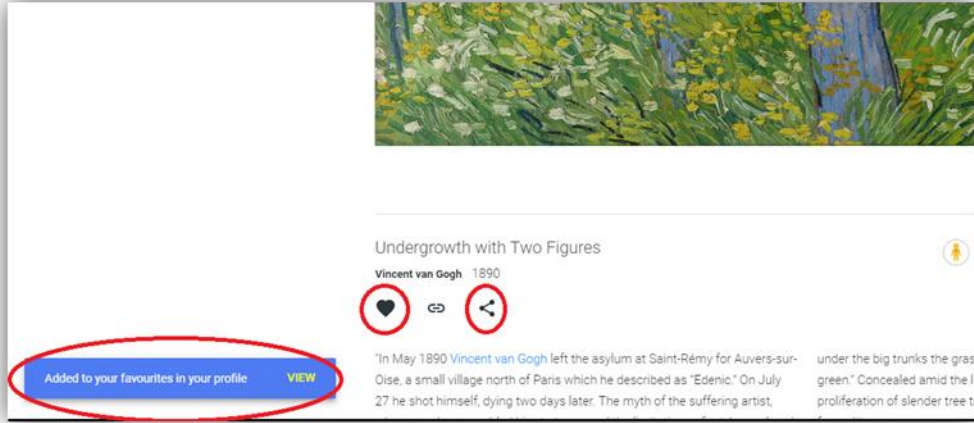 Undergrowth with Two Figures
Vincent van Gogh 1890
Added to your favourites in your profile VIEW
"In May 1890 Vincent van Gogh left the asylum at Saint-Rémy for Auvers-sur-
Oise, a small village north of Paris which he described as "Edenic." On July
27 he shot himself, dying two days later. The myth of the suffering artist,
under the big trunks the gras
green." Concealed amid the l
proliferation of slender tree t